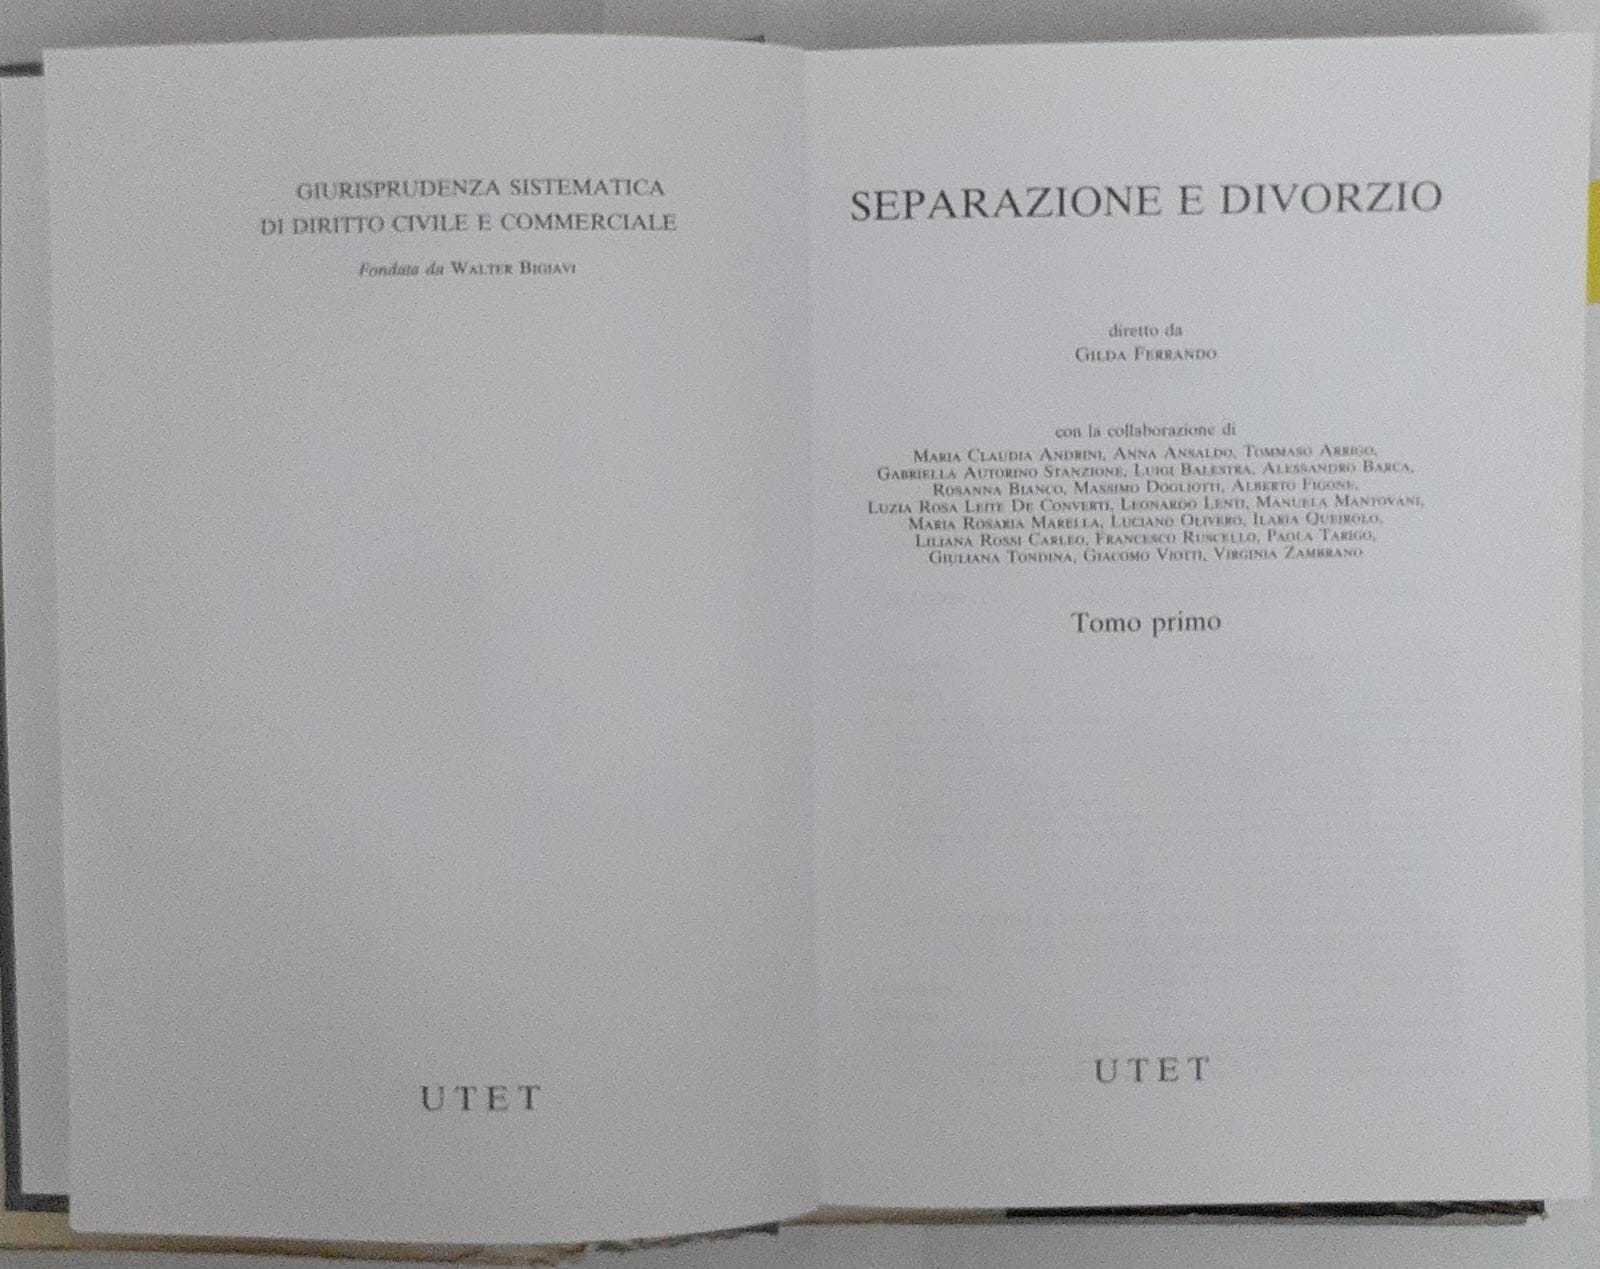 GIURISPRUDENZA SISTEMATICA
DI DIRITTO CIVILE E COMMERCIALE
Fondata da WALTER BIGIAVI
UTET
SEPARAZIONE E DIVORZIO
diretto da
GILDA FERRANDO
con la collaborazione di
MARIA CLAUDIA ANDRINI, ANNA ANSALDO, TOMMASO ARRIGO,
GABRIELLA AUTORINO STANZIONE, LUIGI BALESTRA, ALESSANDRO BARCA,
ROSANNA BIANCO, MASSIMO DOGLIOTTI, ALBERTO FIGONE,
LUZIA ROSA LEITE DE CONVERTI, LEONARDO LENTI, MANUELA MANTOVANI,
MARIA ROSARIA MARELLA, LUCIANO OLIVERO, ILARIA QUEIROLO,
LILIANA ROSSI CARLEO, FRANCESCO RUSCELLO, PAOLA TARIGO,
GIULIANA TONDINA, GIACOMO VIOTTI, VIRGINIA ZAMBRANO
Tomo primo
UTET